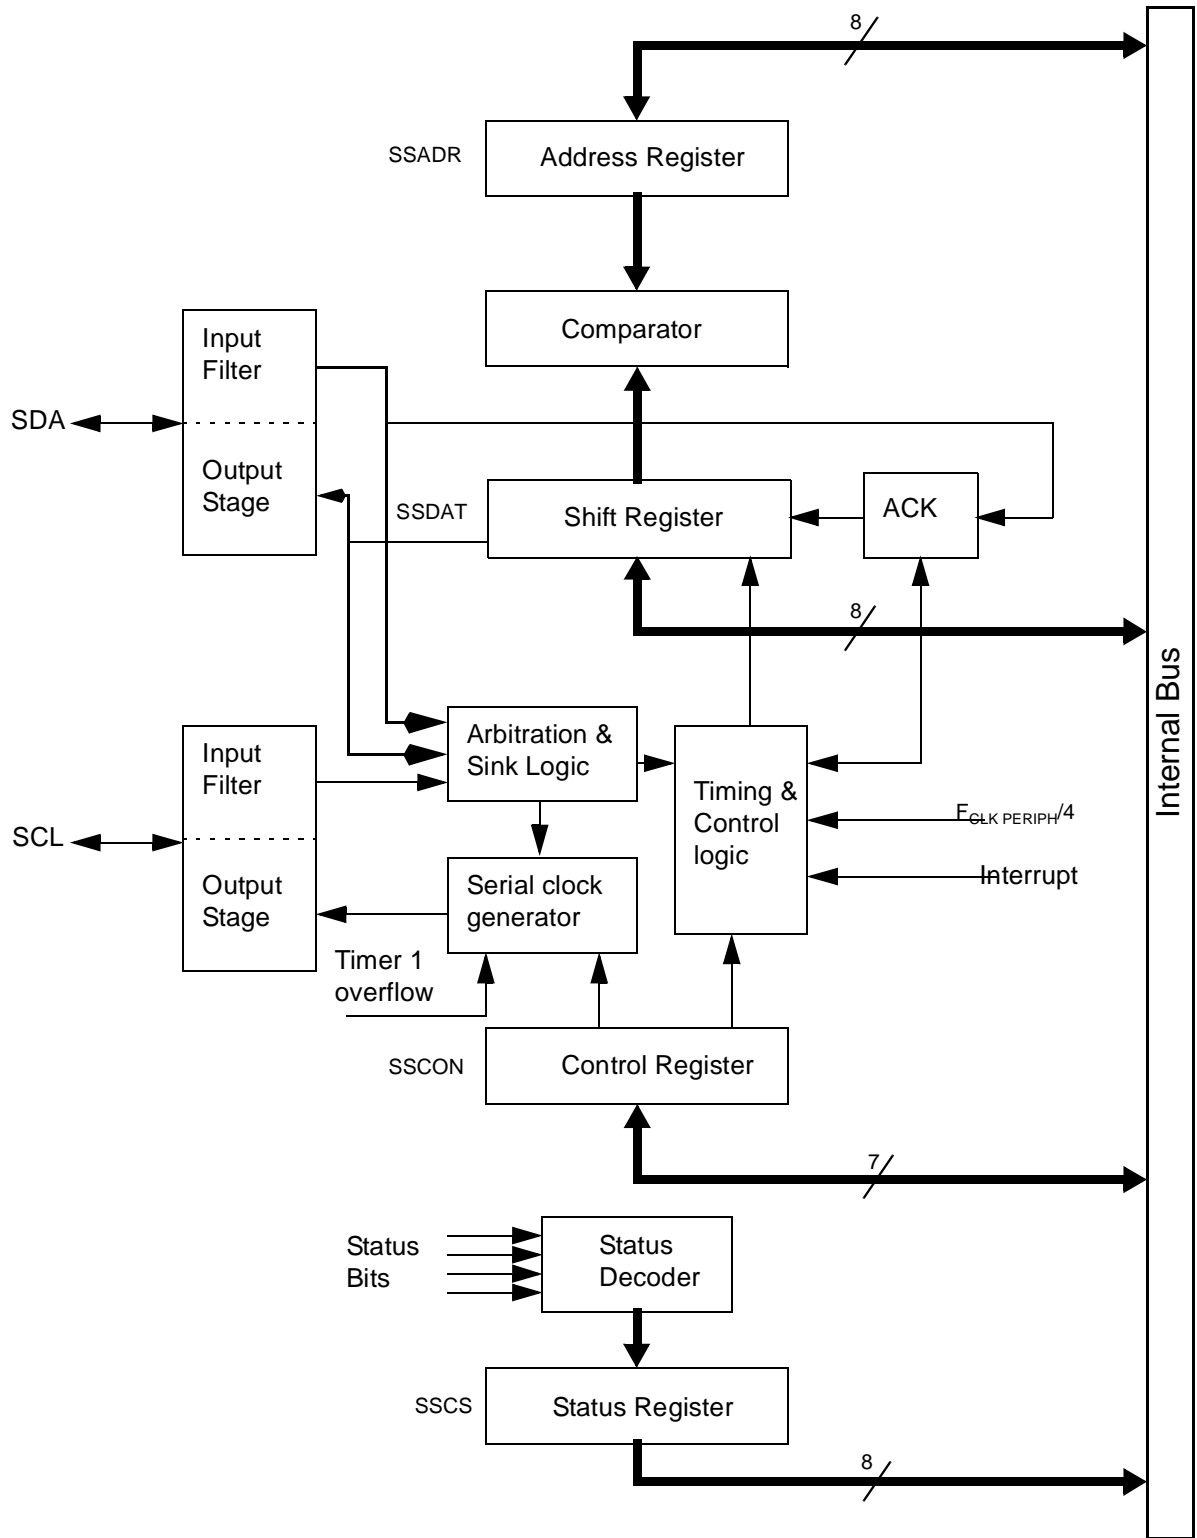 8
SSADR
Address Register
Comparator
Input
Filter
SDA
Output
Stage
SSDAT
Shift Register
ACK
8
Internal Bus
Input
Filter
Arbitration &
Sink Logic
Timing &
Control
logic
FCLK PERIPH/4
SCL
Interrupt
Output
Stage
Serial clock
generator
Timer 1
overflow
SSCON
Control Register
7
Status
Bits
Status
Decoder
SSCS
Status Register
8